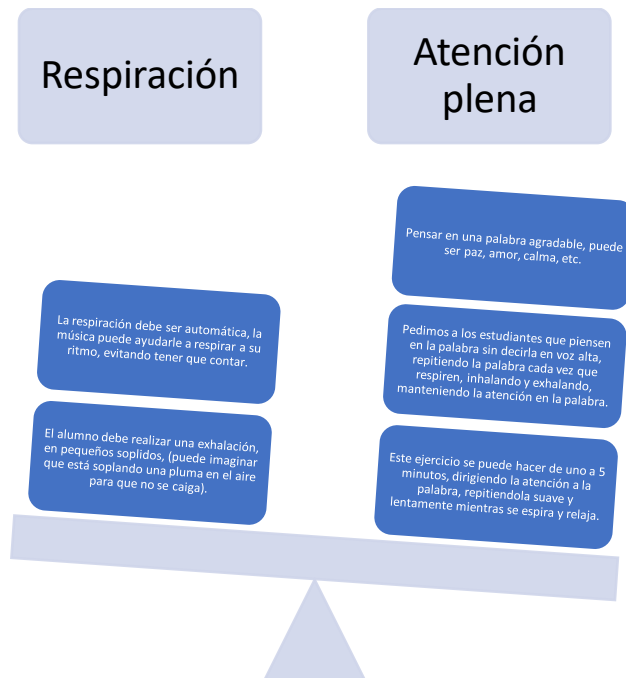 Respiración
Atención
plena
La respiración debe ser automática, la
música puede ayudarle a respirar a su
ritmo, evitando tener que contar.
El alumno debe realizar una exhalación,
en pequeños soplidos, (puede imaginar
que está soplando una pluma en el aire
para que no se caiga).
Pensar en una palabra agradable, puede
ser paz, amor, calma, etc.
Pedimos a los estudiantes que piensen
en la palabra sin decirla en voz alta,
repitiendo la palabra cada vez que
respiren, inhalando y exhalando,
manteniendo la atención en la palabra.
Este ejercicio se puede hacer de uno a 5
minutos, dirigiendo la atención a la
palabra, repitiendola suave y
lentamente mientras se espira y relaja.